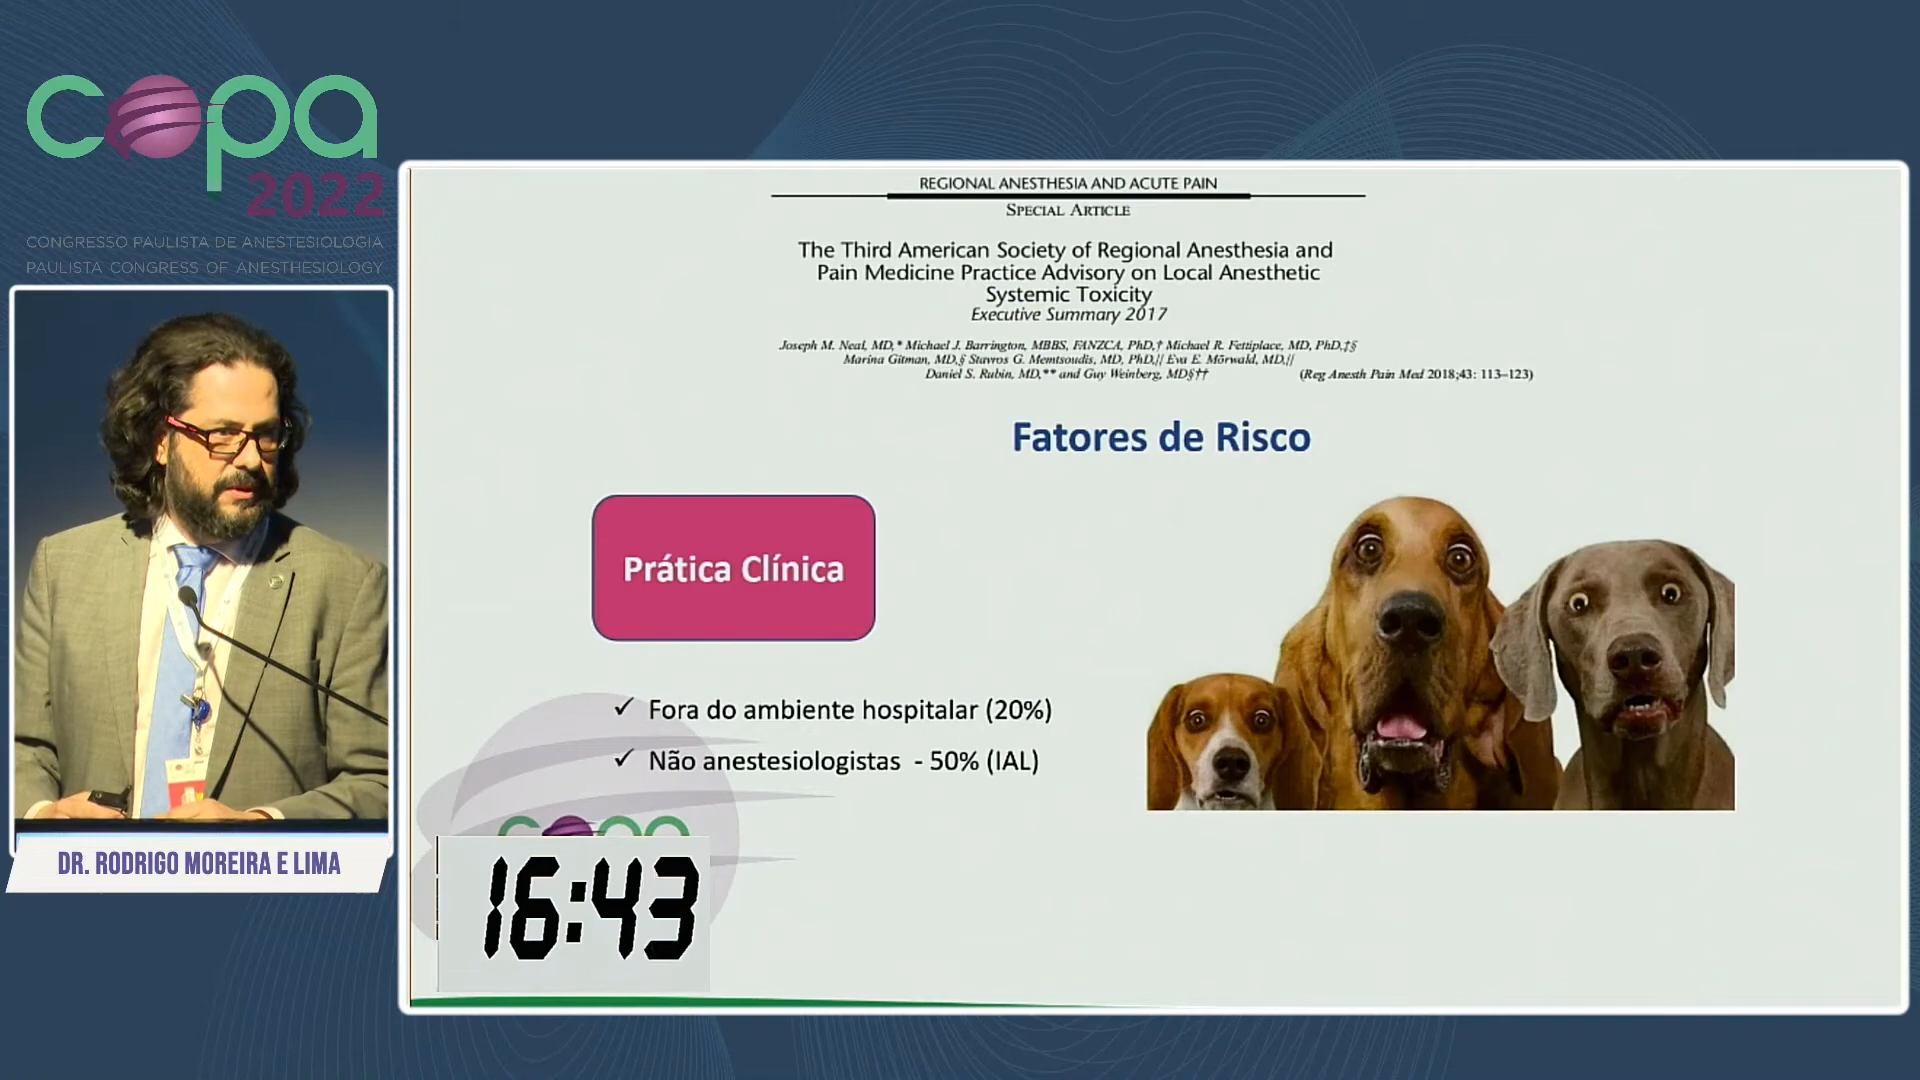 copa
2022
CONGRESSO PAULISTA DE ANESTESIOLOGIA
PAULISTA CONGRESS OF ANESTHESIOLOGY
REGIONAL ANESTHESIA AND ACUTE PAIN
SPECIAL ARTICLE
The Third American Society of Regional Anesthesia and
Pain Medicine Practice Advisory on Local Anesthetic
Systemic Toxicity
Executive Summary 2017
Joseph M. Neal, MD,* Michael J. Barrington, MBBS, FANZCA, PhD,† Michael R. Fettiplace, MD, PhD,‡§
Marina Gitman, MD,§ Stavros G. Memtsoudis, MD, PhD,|| Eva E. Mörwald, MD,||
Daniel S. Rubin, MD,** and Guy Weinberg, MD§††
(Reg Anesth Pain Med 2018;43: 113–123)
Fatores de Risco
Prática Clínica
✓ Fora do ambiente hospitalar (20%)
✓ Não anestesiologistas - 50% (IAL)
copa
16:43
DR. RODRIGO MOREIRA E LIMA